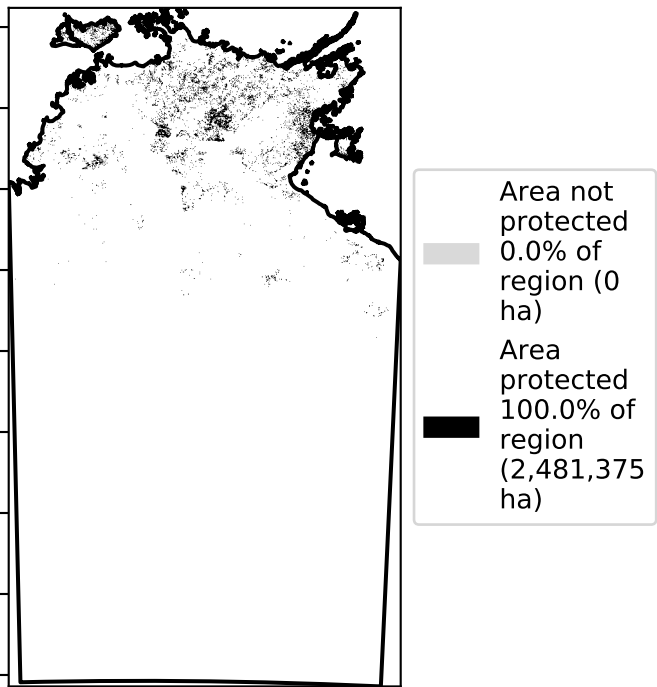 Area not
protected
0.0% of
region (0
ha)
Area
protected
100.0% of
region
(2,481,375
ha)